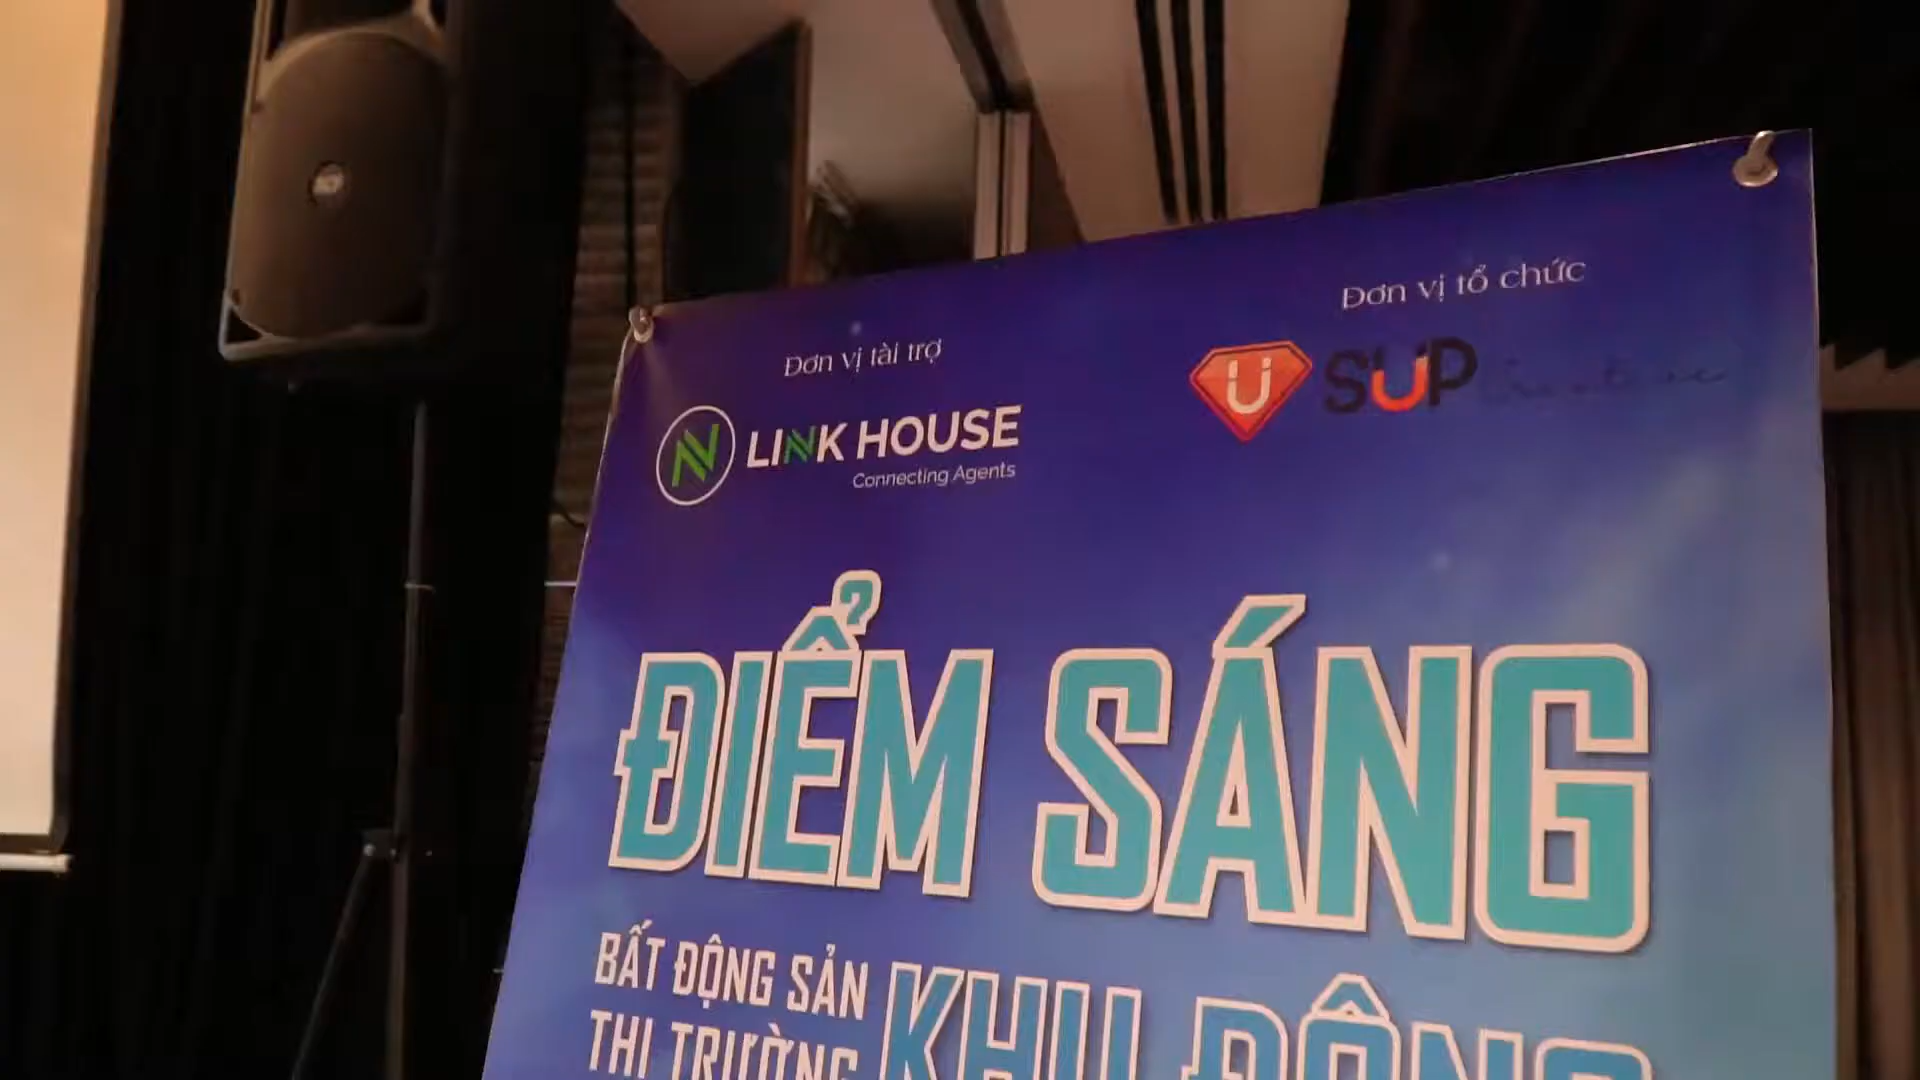 Đơn vị tài trợ
LINK HOUSE
Connecting Agents
Đơn vị tổ chức
U SUP
ĐIỂM SÁNG
BẤT ĐỘNG SẢN
THỊ TRƯỜNG
KHU ĐÔNG